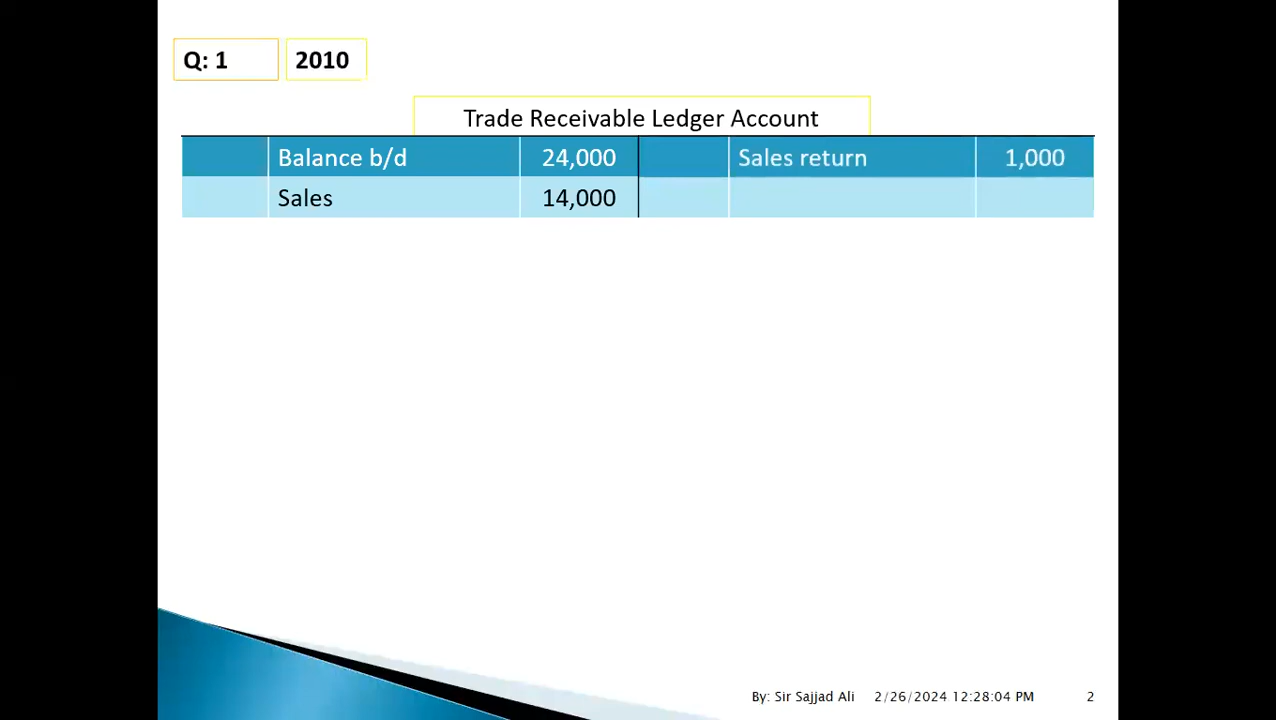 Q: 1 2010
Trade Receivable Ledger Account
Balance b/d 24,000 Sales return 1,000
Sales 14,000
By: Sir Sajjad Ali 2/26/2024 12:28:04 PM 2